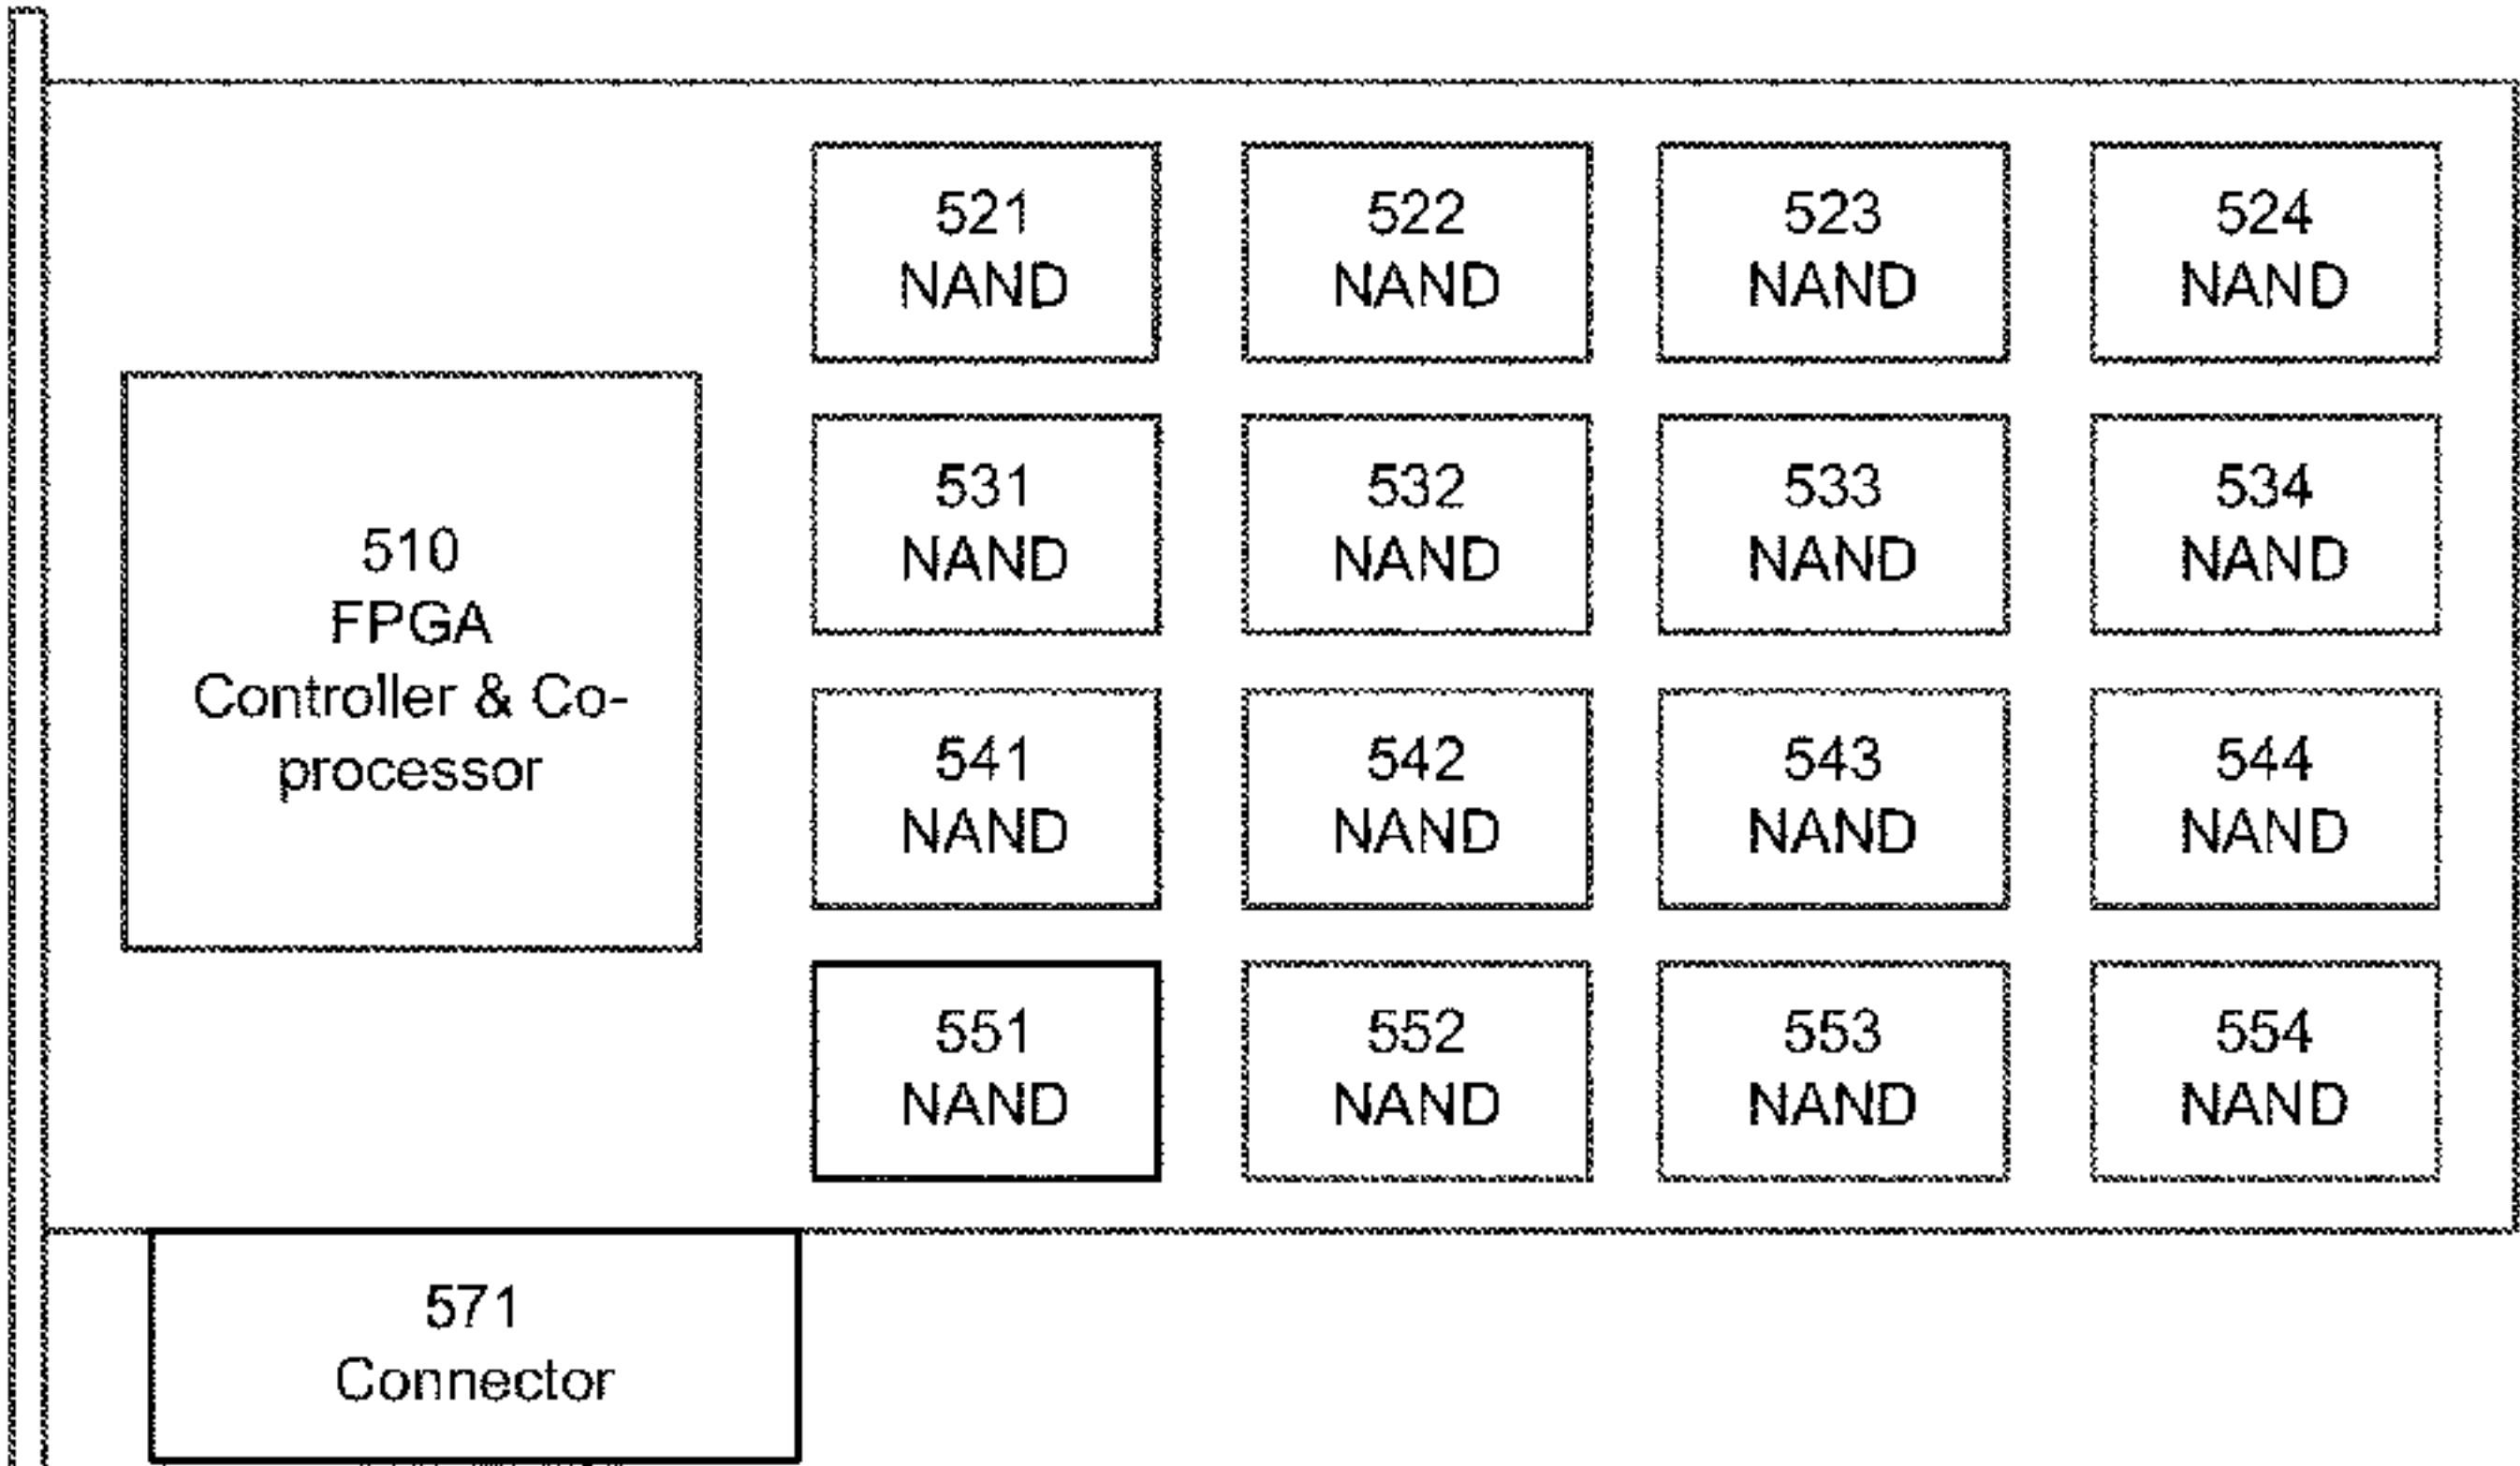 521
NAND
522
NAND
523
NAND
524
NAND
510
FPGA
Controller & Co-
processor
531
NAND
532
NAND
533
NAND
534
NAND
541
NAND
542
NAND
543
NAND
544
NAND
551
NAND
552
NAND
553
NAND
554
NAND
571
Connector